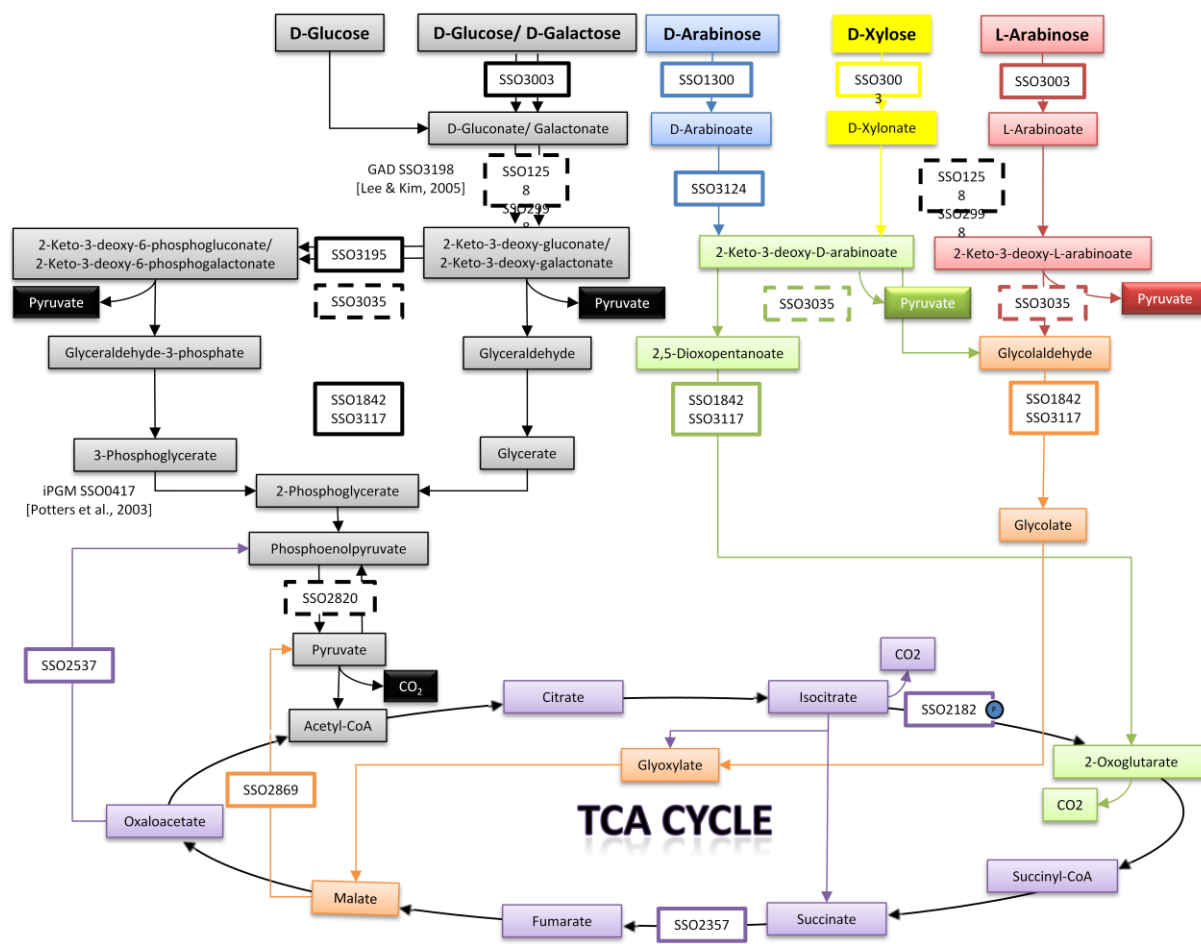 D-Glucose
D-Glucose/ D-Galactose
D-Arabinose
D-Xylose
L-Arabinose
SSO3003
SSO1300
SSO300
3
SSO3003
D-Gluconate/ Galactonate
D-Arabinoate
D-Xylonate
L-Arabinoate
GAD SSO3198
[Lee & Kim, 2005]
SSO125
8
SSO299
8
SSO3124
SSO125
8
SSO299
8
2-Keto-3-deoxy-6-phosphogluconate/
2-Keto-3-deoxy-6-phosphogalactonate
SSO3195
2-Keto-3-deoxy-gluconate/
2-Keto-3-deoxy-galactonate
2-Keto-3-deoxy-D-arabinoate
2-Keto-3-deoxy-L-arabinoate
Pyruvate
SSO3035
Pyruvate
SSO3035
Pyruvate
SSO3035
Pyruvate
Glyceraldehyde-3-phosphate
Glyceraldehyde
2,5-Dioxopentanoate
Glycolaldehyde
SSO1842
SSO3117
SSO1842
SSO3117
SSO1842
SSO3117
3-Phosphoglycerate
Glycerate
iPGM SSO0417
[Potters et al., 2003]
2-Phosphoglycerate
Glycolate
Phosphoenolpyruvate
SSO2820
SSO2537
Pyruvate
CO2
CO₂
Citrate
Isocitrate
SSO2182
P
Acetyl-CoA
Glyoxylate
2-Oxoglutarate
SSO2869
CO2
Oxaloacetate
TCA CYCLE
Succinyl-CoA
Malate
Fumarate
SSO2357
Succinate